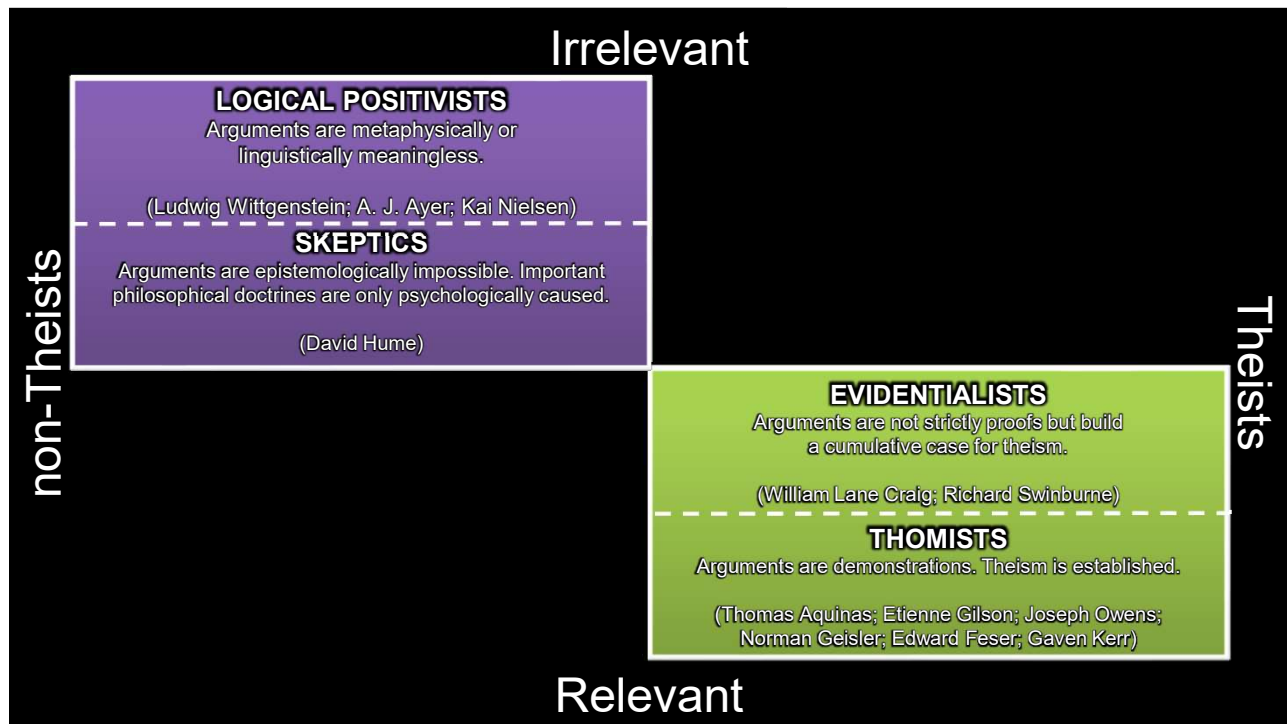 Irrelevant
LOGICAL POSITIVISTS
Arguments are metaphysically or
linguistically meaningless.
(Ludwig Wittgenstein; A. J. Ayer; Kai Nielsen)
SKEPTICS
Arguments are epistemologically impossible. Important
philosophical doctrines are only psychologically caused.
(David Hume)
non-Theists
Theists
EVIDENTIALISTS
Arguments are not strictly proofs but build
a cumulative case for theism.
(William Lane Craig; Richard Swinburne)
THOMISTS
Arguments are demonstrations. Theism is established.
(Thomas Aquinas; Etienne Gilson; Joseph Owens;
Norman Geisler; Edward Feser; Gaven Kerr)
Relevant